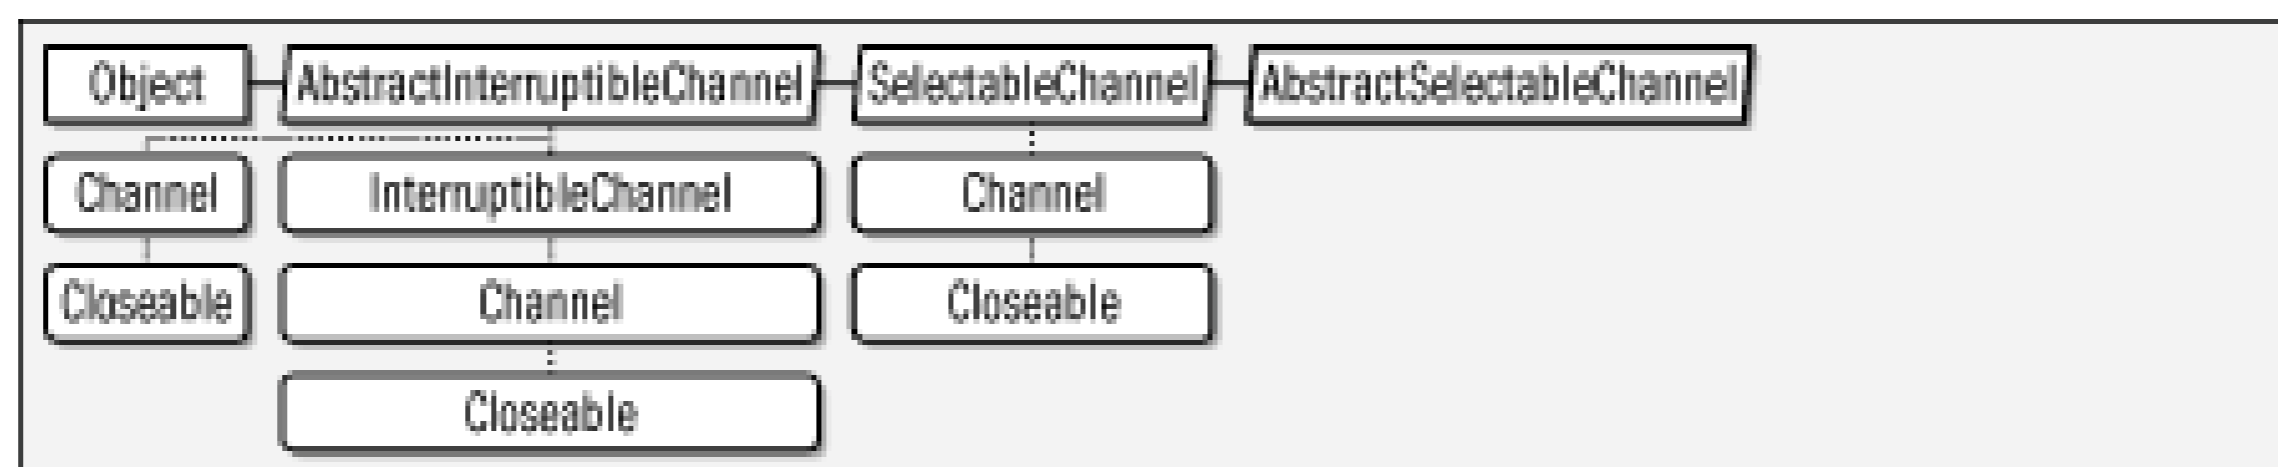 Object AbstractInterruptibleChannel SelectableChannel AbstractSelectableChannel
Channel InterruptibleChannel Channel
Closeable Channel Closeable
Closeable